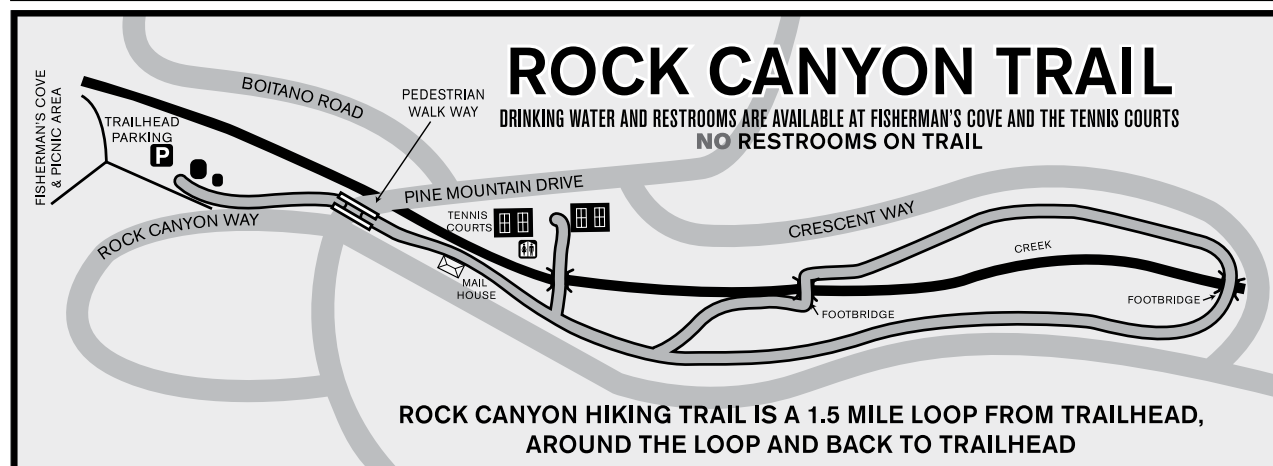 ROCK CANYON TRAIL
DRINKING WATER AND RESTROOMS ARE AVAILABLE AT FISHERMAN'S COVE AND THE TENNIS COURTS
NO RESTROOMS ON TRAIL
FISHERMAN'S COVE
& PICNIC AREA
TRAILHEAD
PARKING
P
BOITANO ROAD
PEDESTRIAN
WALK WAY
PINE MOUNTAIN DRIVE
ROCK CANYON WAY
TENNIS
COURTS
MAIL
HOUSE
CRESCENT WAY
CREEK
FOOTBRIDGE
FOOTBRIDGE
ROCK CANYON HIKING TRAIL IS A 1.5 MILE LOOP FROM TRAILHEAD,
AROUND THE LOOP AND BACK TO TRAILHEAD